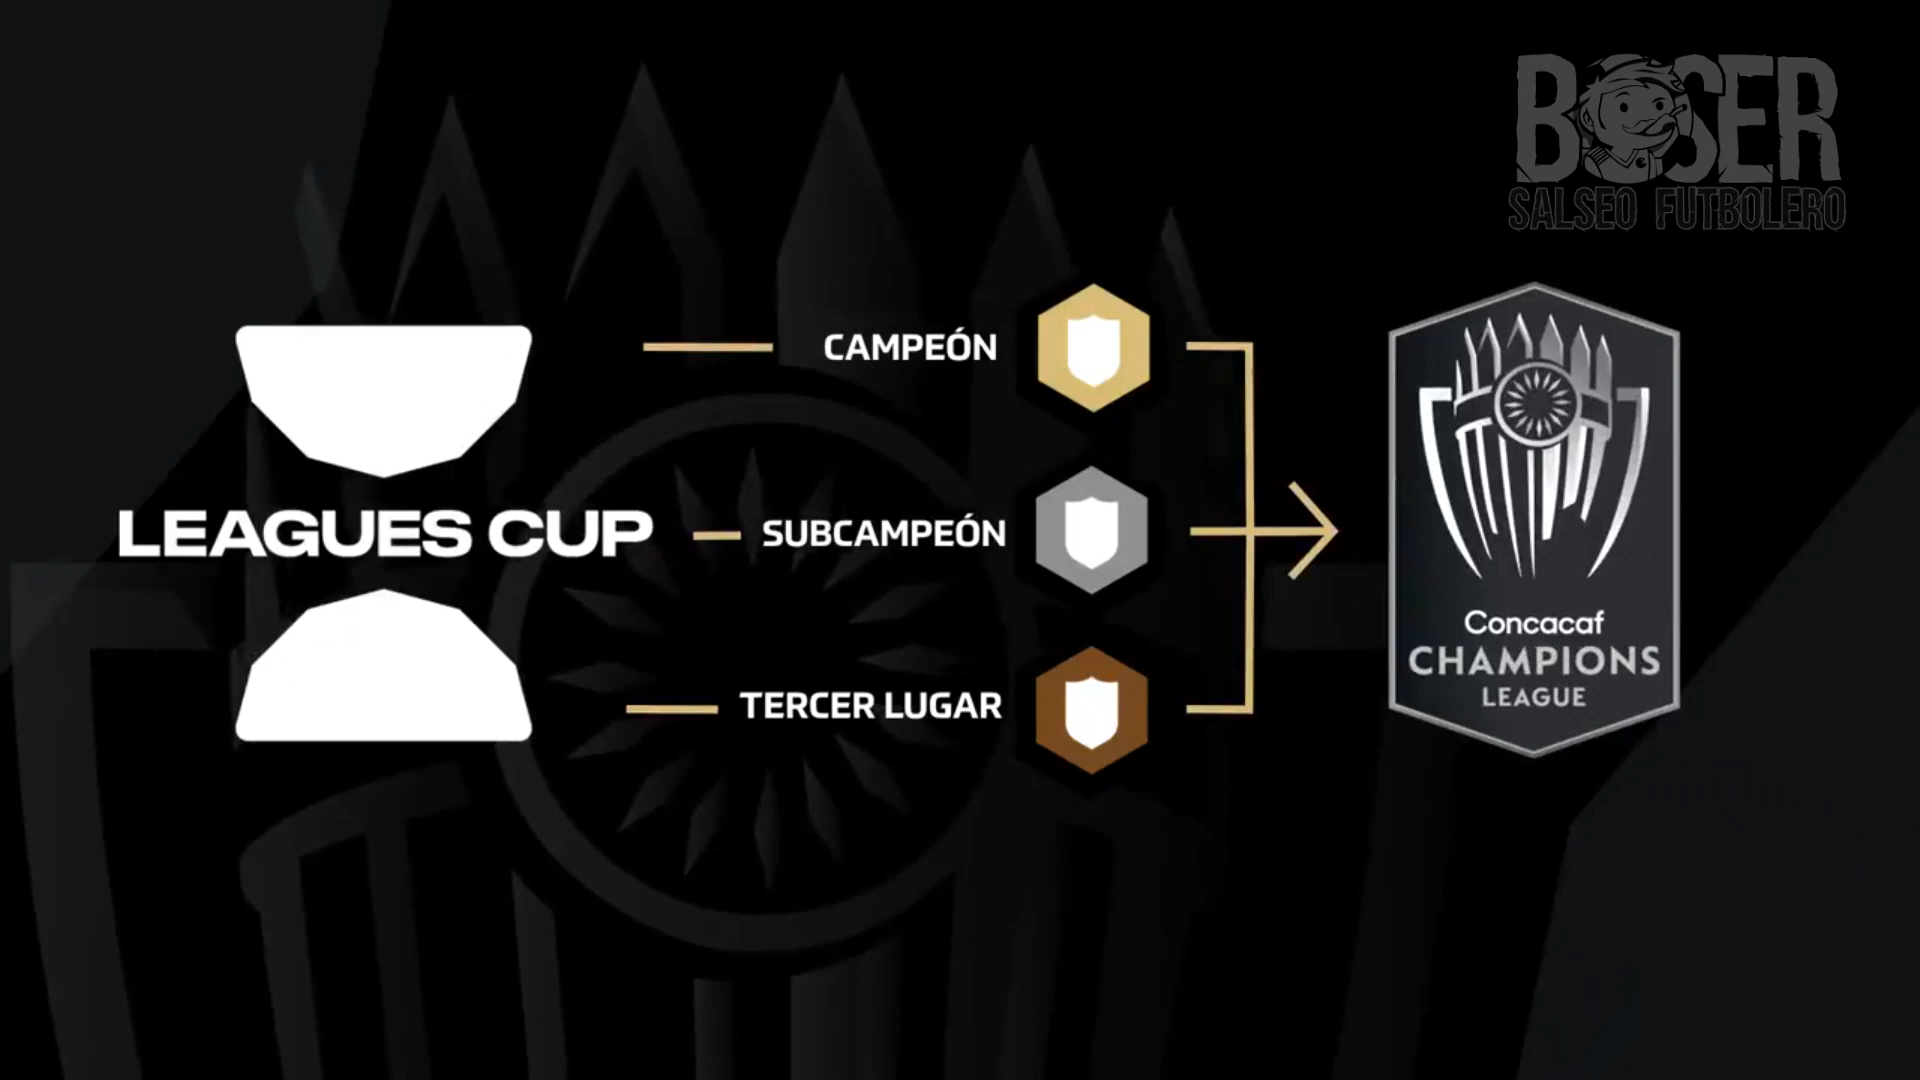 BOSER
SALSEO FUTBOLERO
CAMPEÓN
LEAGUES CUP
SUBCAMPEÓN
TERCER LUGAR
Concacaf
CHAMPIONS
LEAGUE